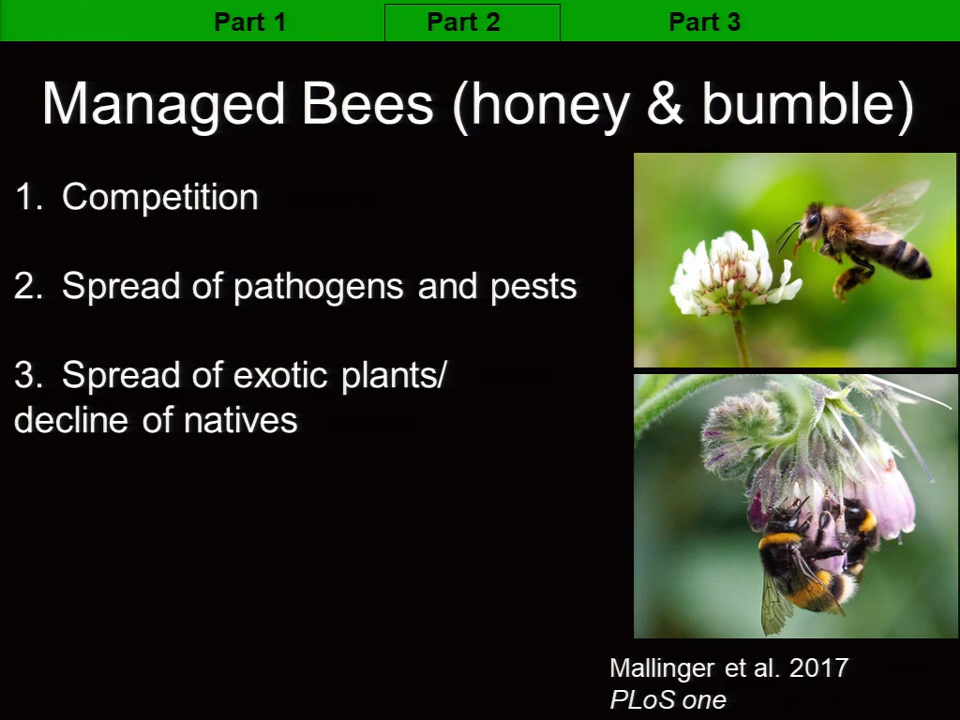 Part 1 Part 2 Part 3
Managed Bees (honey & bumble)
1. Competition
2. Spread of pathogens and pests
3. Spread of exotic plants/
decline of natives
Mallinger et al. 2017
PLoS one